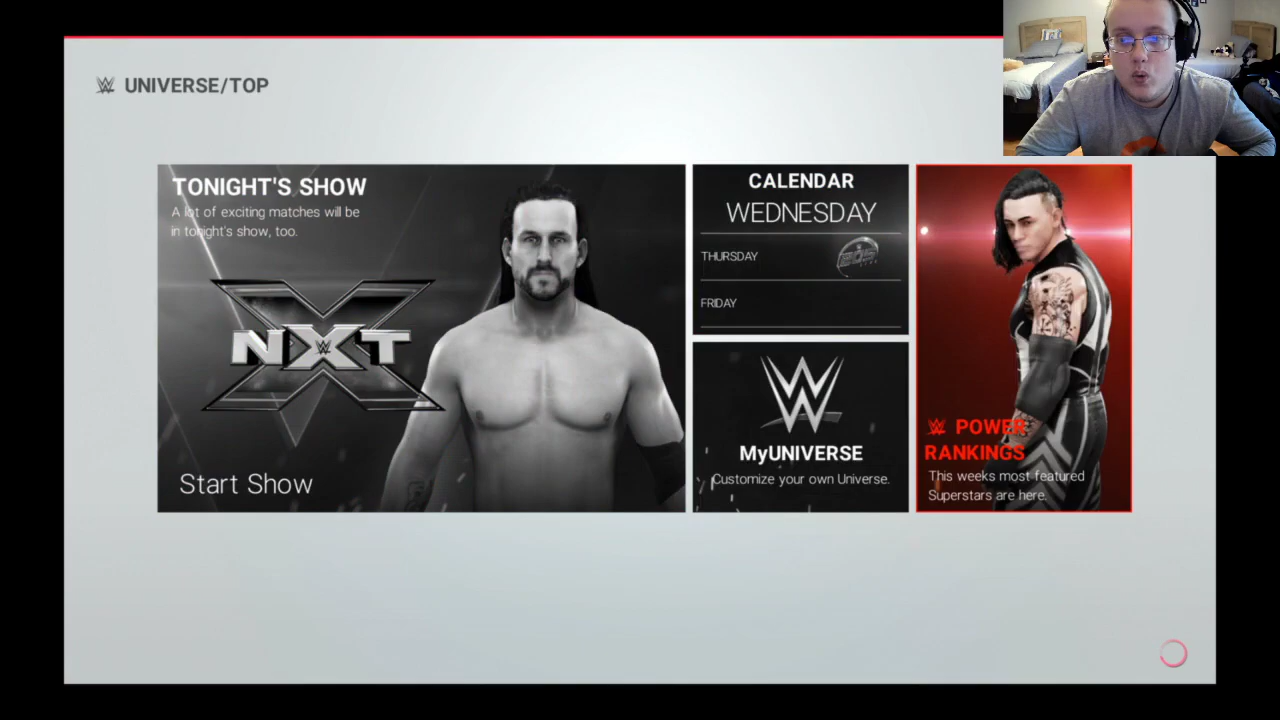 UNIVERSE/TOP
TONIGHT'S SHOW
A lot of exciting matches will be
in tonight's show, too.
NXT
Start Show
CALENDAR
WEDNESDAY
THURSDAY
FRIDAY
MyUNIVERSE
Customize your own Universe.
POWER
RANKINGS
This weeks most featured
Superstars are here.